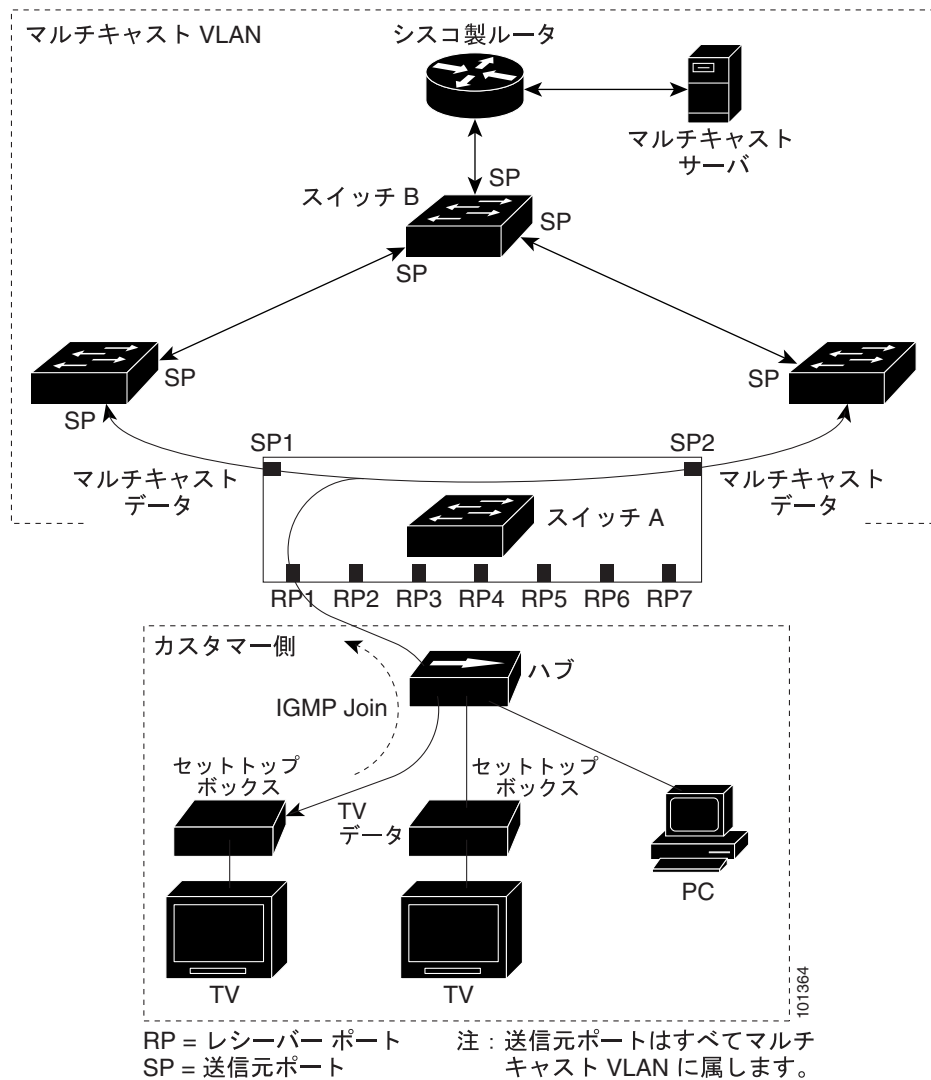 マルチキャスト VLAN
シスコ製ルータ
マルチキャスト
サーバ
SP
スイッチ B
SP
SP
SP
SP
SP
SP1
SP2
マルチキャスト
データ
マルチキャスト
データ
スイッチ A
RP1 RP2 RP3 RP4 RP5 RP6 RP7
カスタマー側
ハブ
IGMP Join
セットトップ
ボックス
セットトップ
ボックス
TV
データ
PC
TV
TV
101364
RP = レシーバー ポート
SP = 送信元ポート
注 : 送信元ポートはすべてマルチ
キャスト VLAN に属します。